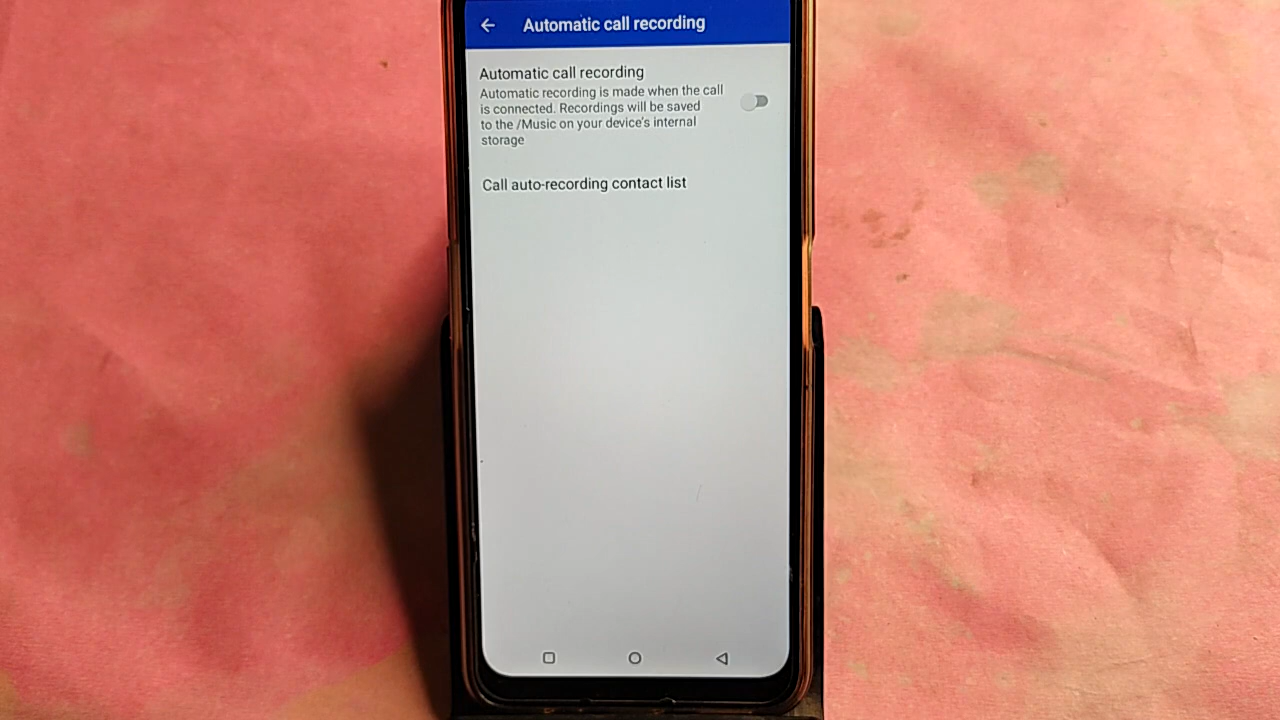 Automatic call recording
Automatic call recording
Automatic recording is made when the call
is connected. Recordings will be saved
to the /Music on your device's internal
storage
Call auto-recording contact list